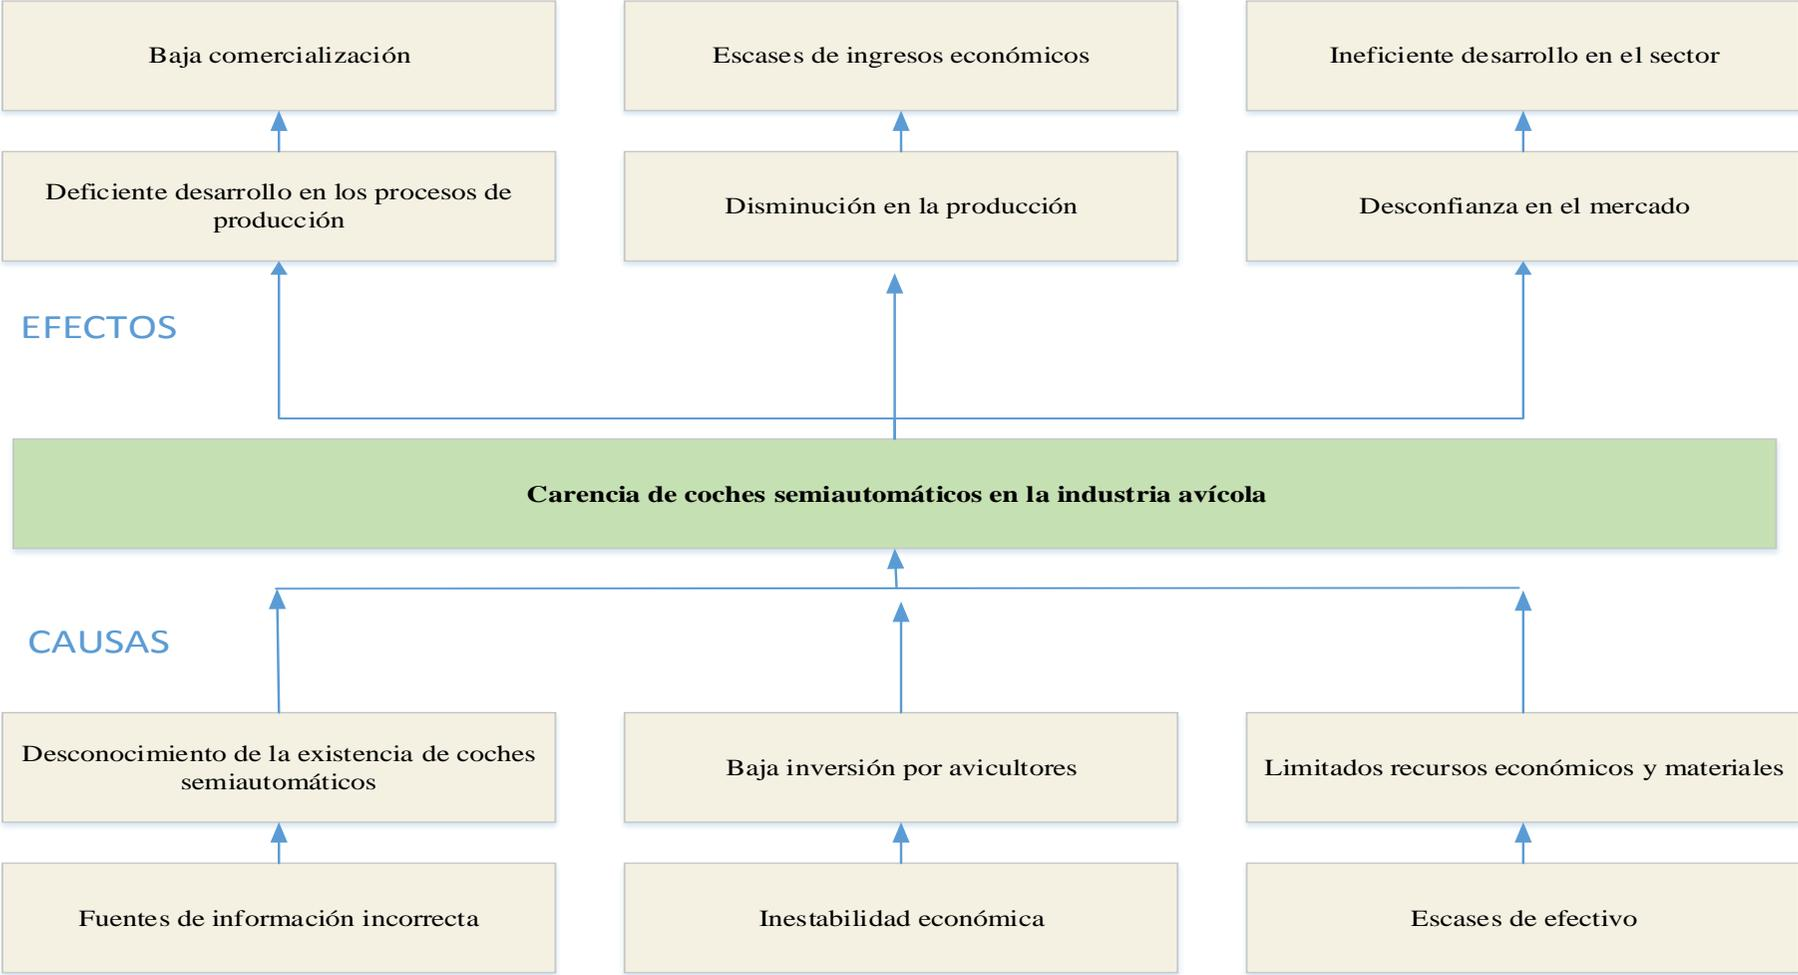 Baja comercialización
Escases de ingresos económicos
Ineficiente desarrollo en el sector
Deficiente desarrollo en los procesos de
producción
Disminución en la producción
Desconfianza en el mercado
EFECTOS
Carencia de coches semiautomáticos en la industria avícola
CAUSAS
Desconocimiento de la existencia de coches
semiautomáticos
Baja inversión por avicultores
Limitados recursos económicos y materiales
Fuentes de información incorrecta
Inestabilidad económica
Escases de efectivo